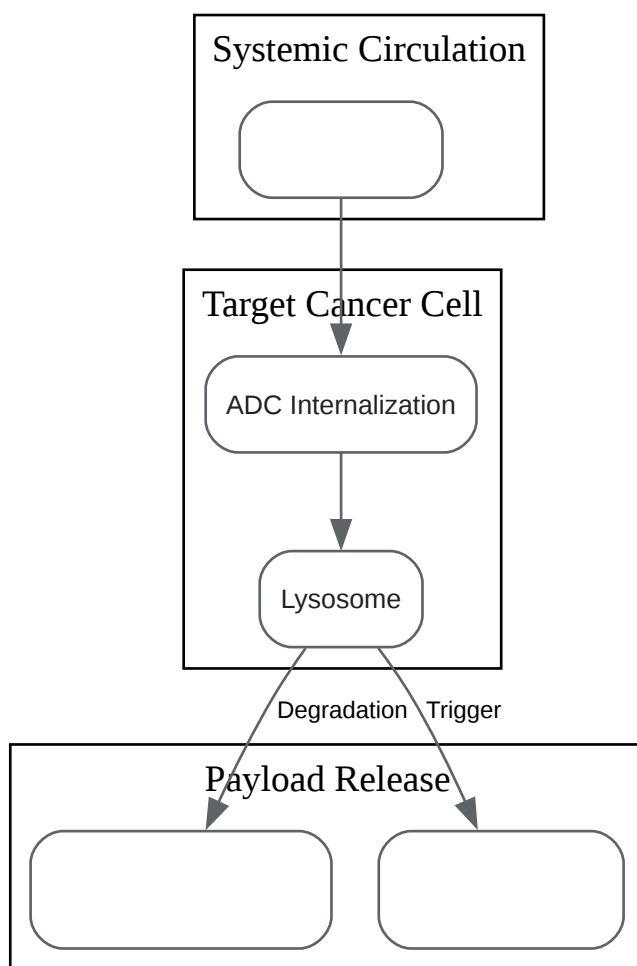 Systemic Circulation
Target Cancer Cell
ADC Internalization
Lysosome
Degradation
Trigger
Payload Release